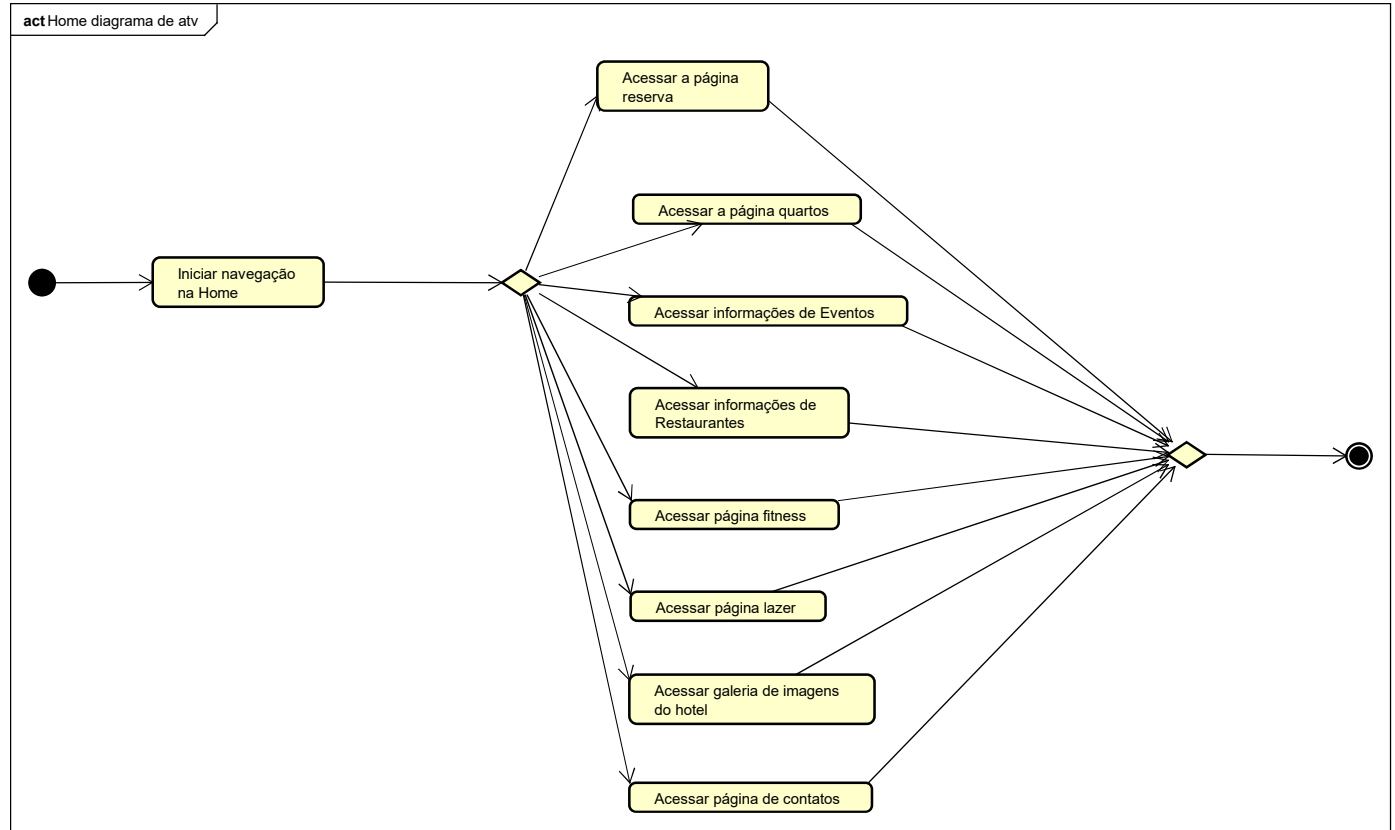 act Home diagrama de atv
Acessar a página
reserva
Acessar a página quartos
Iniciar navegação
na Home
Acessar informações de Eventos
Acessar informações de
Restaurantes
Acessar página fitness
Acessar página lazer
Acessar galeria de imagens
do hotel
Acessar página de contatos